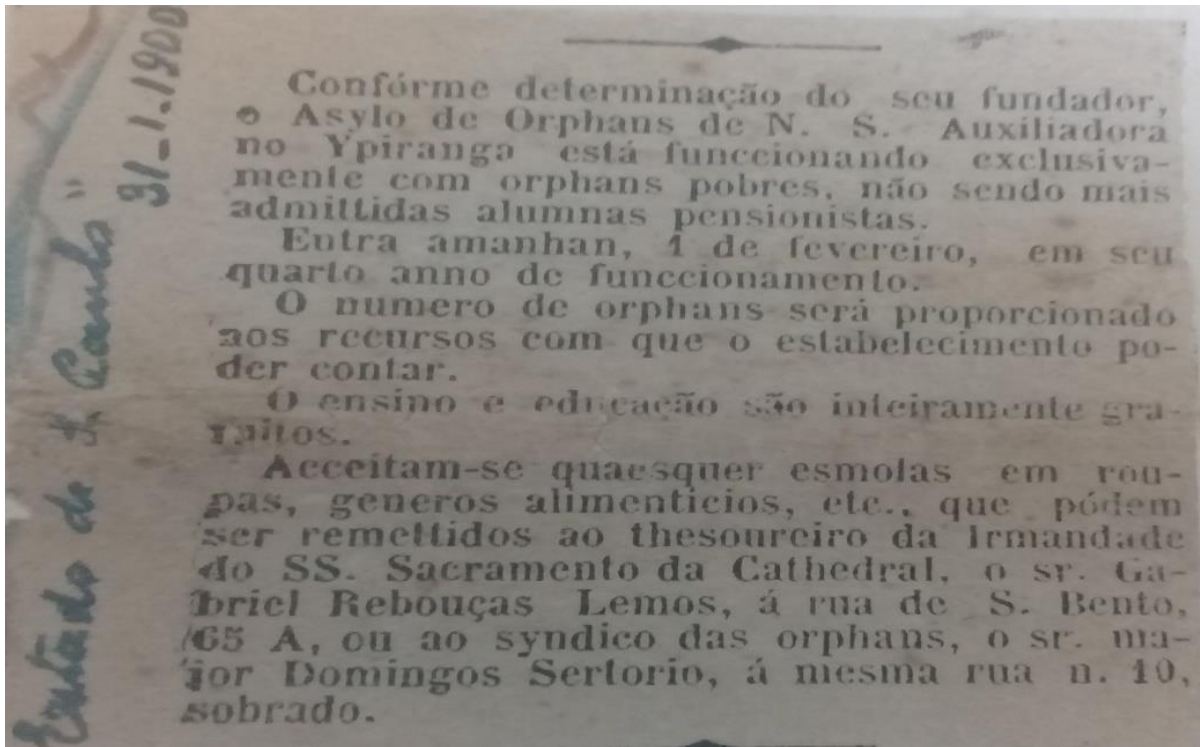 Confórme determinação do seu fundador,
o Asylo de Orphans de N. S. Auxiliadora
no Ypiranga está funccionando exclusiva-
mente com orphans pobres, não sendo mais
admittidas alumnas pensionistas.
Entra amanhan, 1 de fevereiro, em seu
quarto anno de funccionamento.
O numero de orphans será proporcionado
aos recursos com que o estabelecimento po-
der contar.
O ensino e educação são inteiramente gra-
tuitos.
Acceitam-se quaesquer esmolas em rou-
pas, generos alimenticios, etc., que pódem
ser remettidos ao thesoureiro da Irmandade
do SS. Sacramento da Cathedral, o sr. Ga-
briel Rebouças Lemos, á rua de S. Bento,
65 A, ou ao syndico das orphans, o sr. ma-
jor Domingos Sertorio, á mesma rua n. 10,
sobrado.
Estado de S. Paulo"
31-1-1900